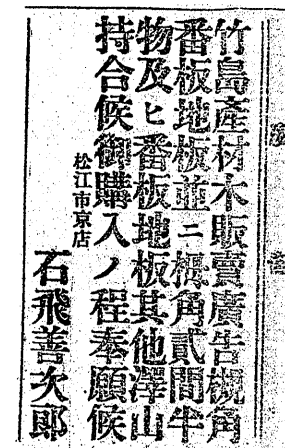 竹島產材木販賣廣告槻角
番板地板並ニ樅角貳間半
物及ヒ番板地板其他澤山
持合候御購入ノ程奉願候
松江市京店
石飛善次郎